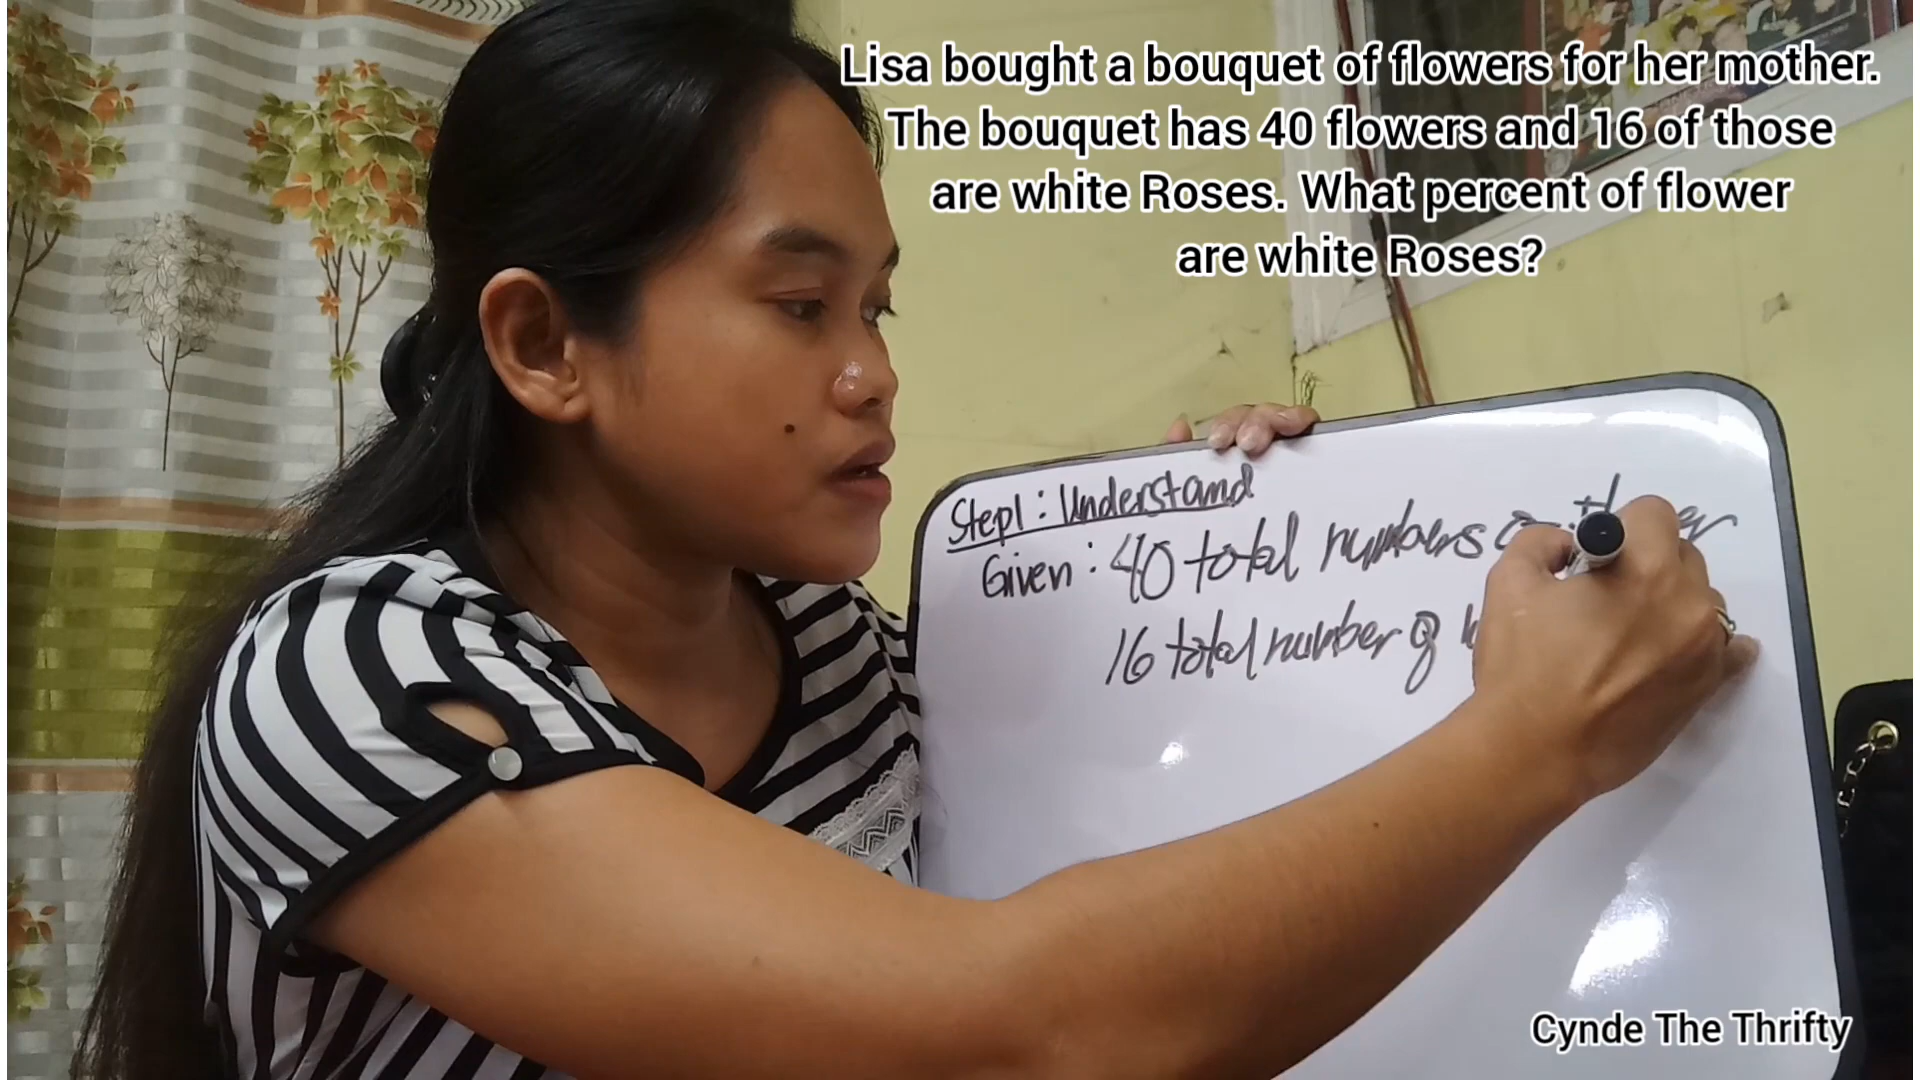 Lisa bought a bouquet of flowers for her mother.
The bouquet has 40 flowers and 16 of those
are white Roses. What percent of flower
are white Roses?
Step1 : Understand
Given : 40 total numbers
16 total number of
Cynde The Thrifty